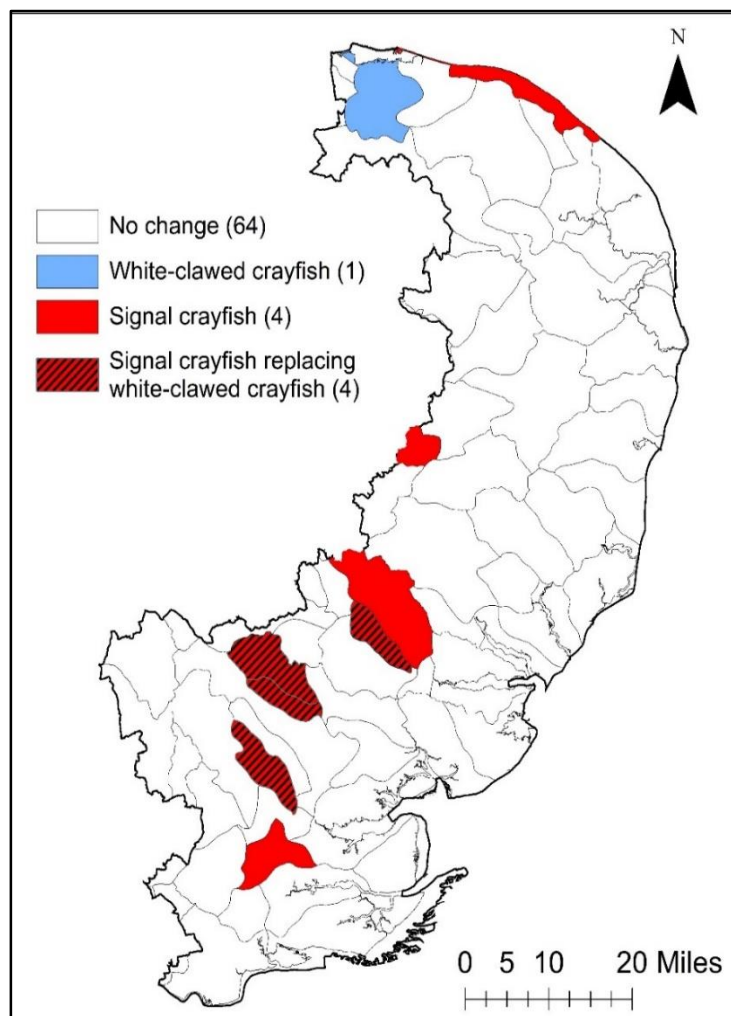 N
No change (64)
White-clawed crayfish (1)
Signal crayfish (4)
Signal crayfish replacing
white-clawed crayfish (4)
0 5 10 20 Miles